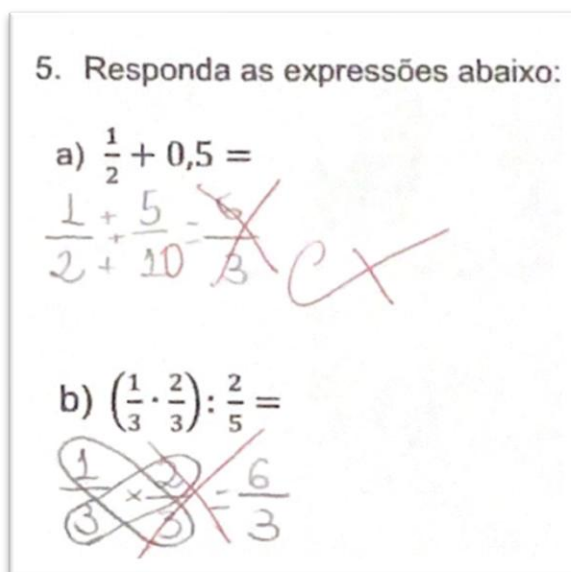 5. Responda as expressões abaixo:
a) 1/2 + 0,5 =
1/2 + 5/10 = 6/3
b) (1/3 · 2/3) : 2/5 =
1/3 × 2/3 = 6/3